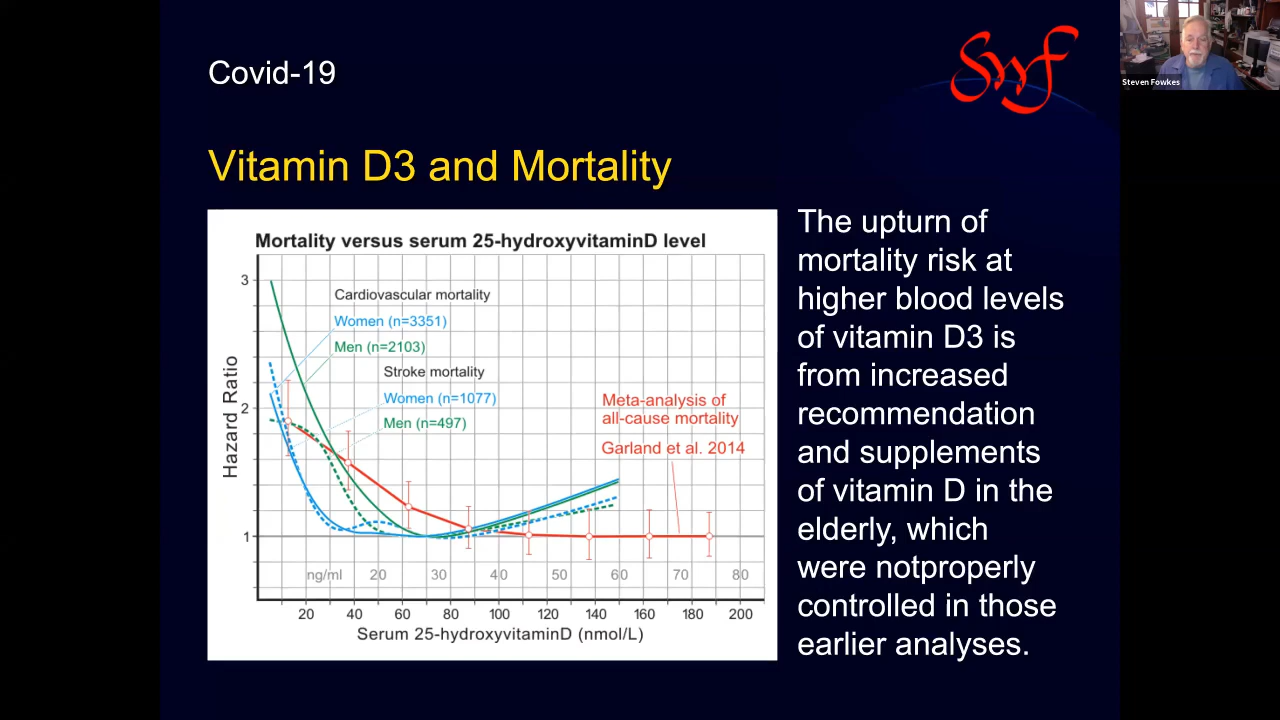 Covid-19
swf
Steven Fowkes
Vitamin D3 and Mortality
Mortality versus serum 25-hydroxyvitaminD level
3
2
1
Hazard Ratio
Cardiovascular mortality
Women (n=3351)
Men (n=2103)
Stroke mortality
Women (n=1077)
Men (n=497)
Meta-analysis of
all-cause mortality
Garland et al. 2014
ng/ml 20 30 40 50 60 70 80
20 40 60 80 100 120 140 160 180 200
Serum 25-hydroxyvitaminD (nmol/L)
The upturn of
mortality risk at
higher blood levels
of vitamin D3 is
from increased
recommendation
and supplements
of vitamin D in the
elderly, which
were notproperly
controlled in those
earlier analyses.